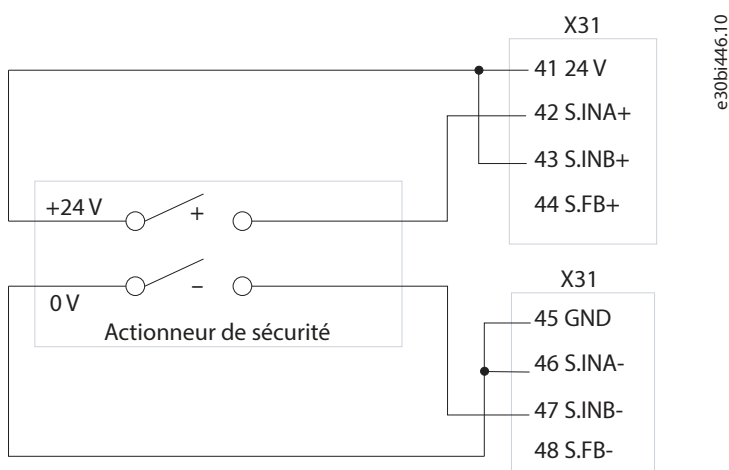 X31
41 24 V
42 S.INA+
43 S.INB+
44 S.FB+
e30bi446.10
+24 V
+
–
0 V
Actionneur de sécurité
X31
45 GND
46 S.INA-
47 S.INB-
48 S.FB-